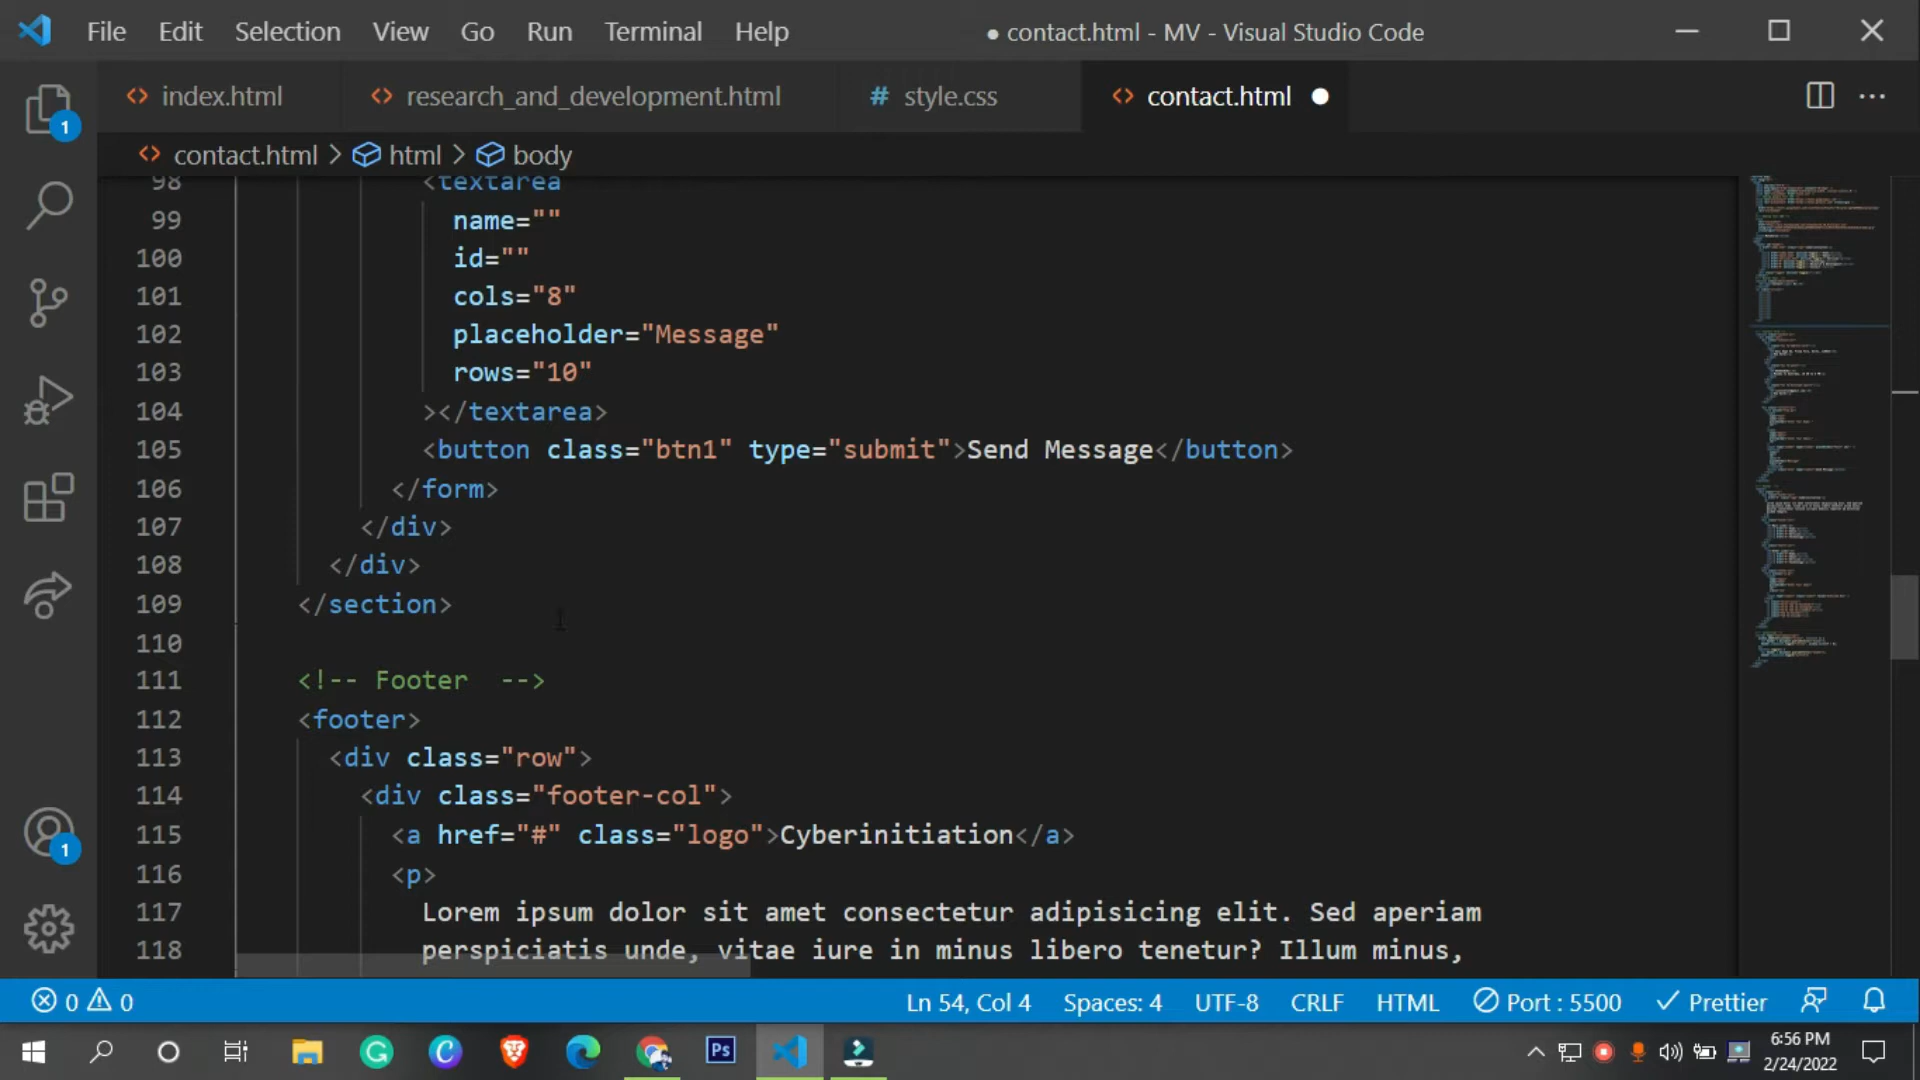 File Edit Selection View Go Run Terminal Help ● contact.html - MV - Visual Studio Code
index.html research_and_development.html # style.css contact.html
contact.html > html > body
98 <textarea
99 name=""
100 id=""
101 cols="8"
102 placeholder="Message"
103 rows="10"
104 ></textarea>
105 <button class="btn1" type="submit">Send Message</button>
106 </form>
107 </div>
108 </div>
109 </section>
110
111 <!-- Footer -->
112 <footer>
113 <div class="row">
114 <div class="footer-col">
115 <a href="#" class="logo">Cyberinitiation</a>
116 <p>
117 Lorem ipsum dolor sit amet consectetur adipisicing elit. Sed aperiam
118 perspiciatis unde, vitae iure in minus libero tenetur? Illum minus,
1
1
0 0 Ln 54, Col 4 Spaces: 4 UTF-8 CRLF HTML Port : 5500 Prettier
Ps
6:56 PM
2/24/2022